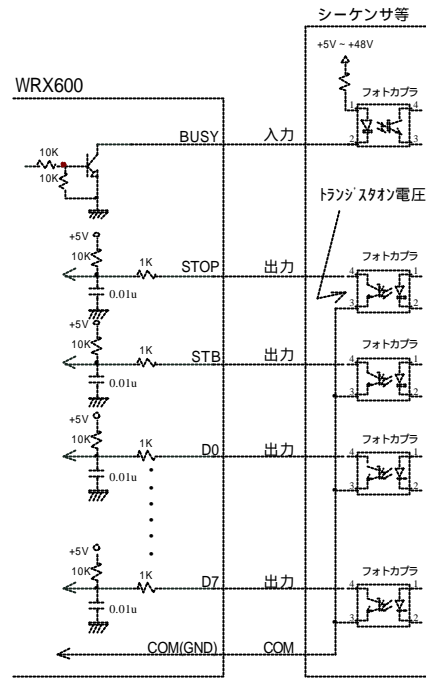 シーケンサ等
+5V~+48V
WRX600
フォトカプラ
1
4
2
3
BUSY
入力
10K
10K
トランジスタオン電圧
+5V
10K
1K
STOP
出力
フォトカプラ
4
1
3
2
0.01u
+5V
10K
1K
STB
出力
フォトカプラ
4
1
3
2
0.01u
+5V
10K
1K
D0
出力
フォトカプラ
4
1
3
2
0.01u
+5V
10K
1K
D7
出力
フォトカプラ
4
1
3
2
0.01u
COM(GND)
COM